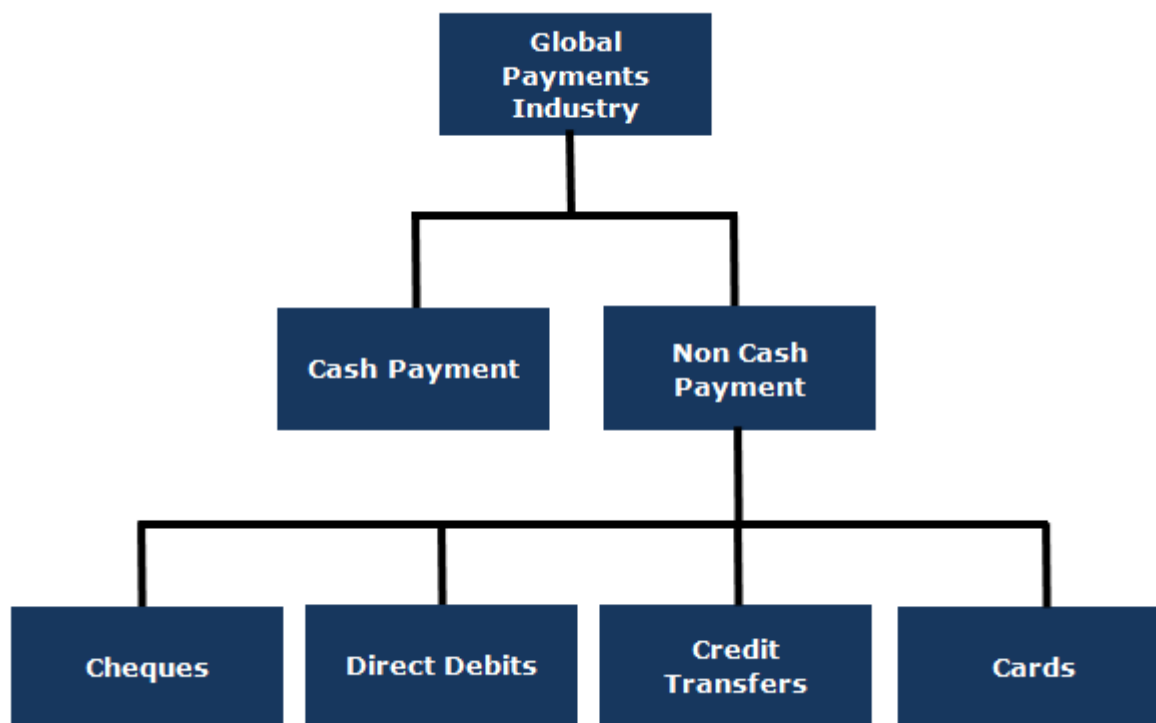 Global
Payments
Industry
Cash Payment
Non Cash
Payment
Cheques
Direct Debits
Credit
Transfers
Cards